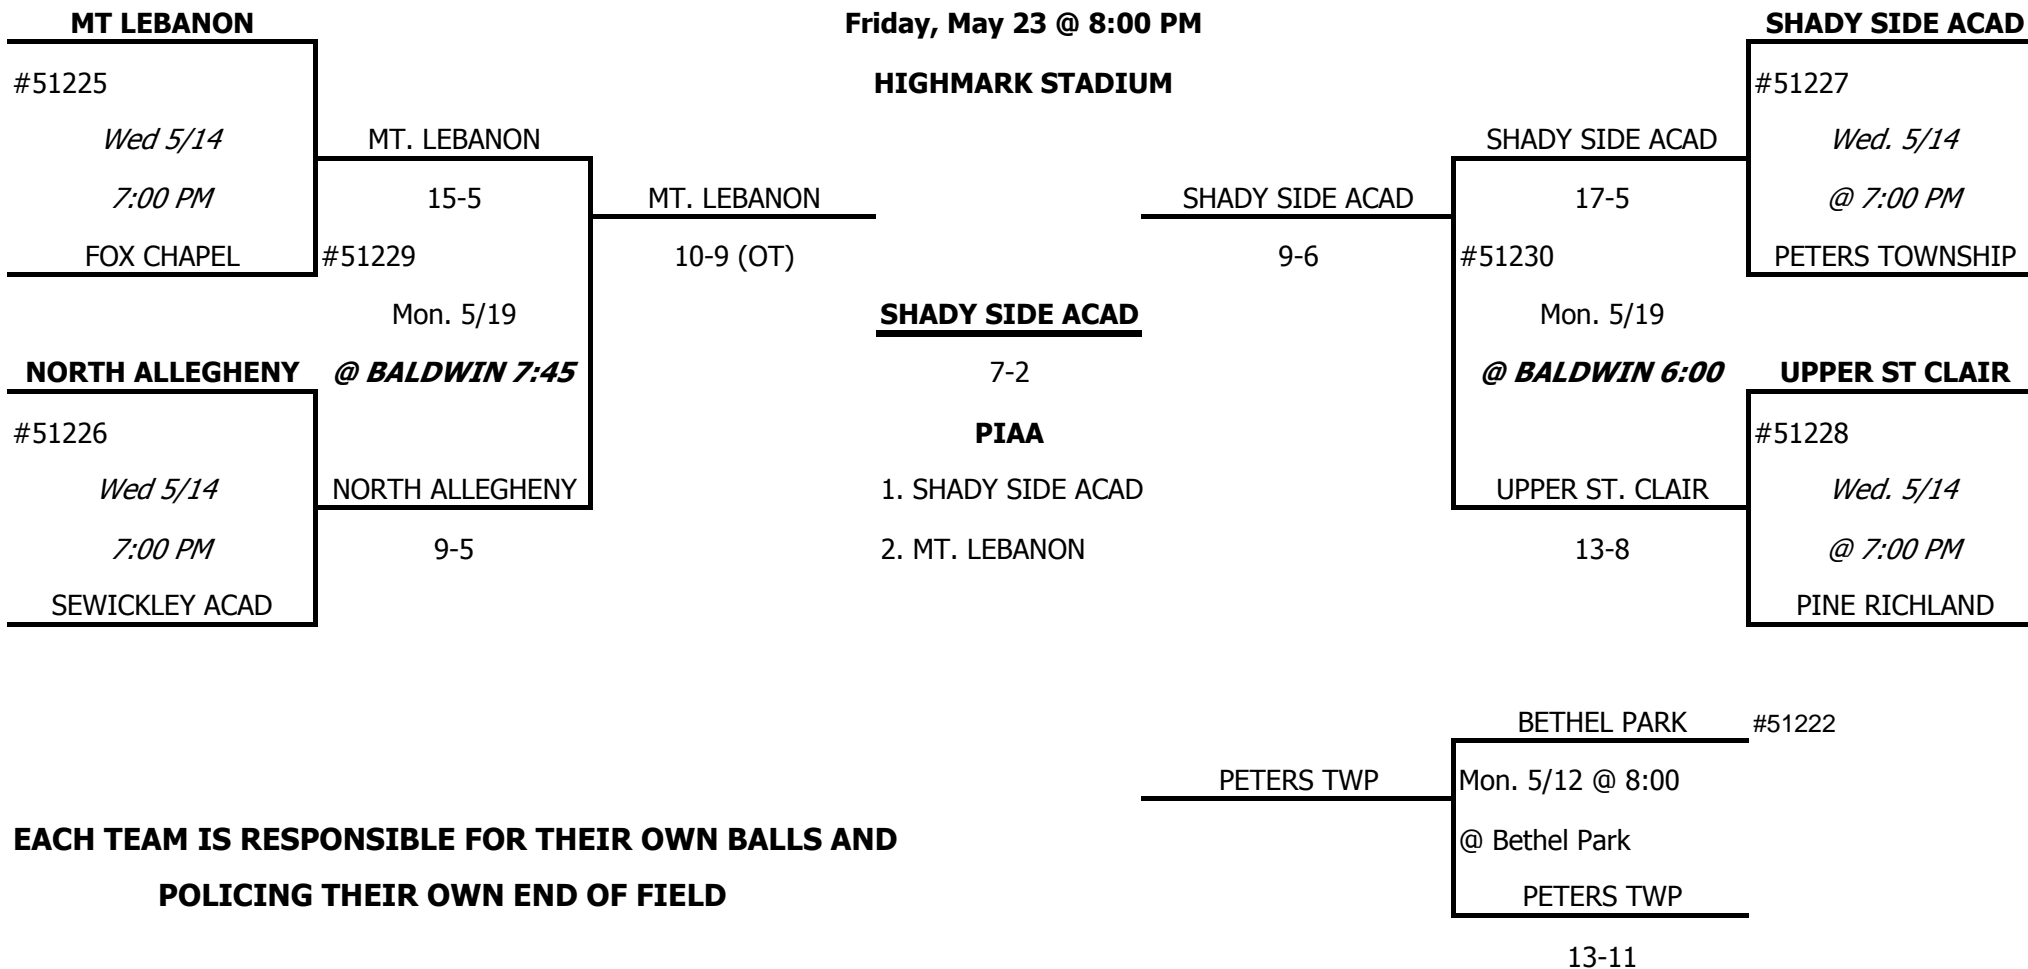 MT LEBANON
Friday, May 23 @ 8:00 PM
SHADY SIDE ACAD
#51225
HIGHMARK STADIUM
#51227
Wed 5/14
MT. LEBANON
SHADY SIDE ACAD
Wed. 5/14
7:00 PM
15-5
MT. LEBANON
SHADY SIDE ACAD
17-5
@ 7:00 PM
FOX CHAPEL
#51229
10-9 (OT)
9-6
#51230
PETERS TOWNSHIP
Mon. 5/19
SHADY SIDE ACAD
Mon. 5/19
NORTH ALLEGHENY
@ BALDWIN 7:45
7-2
@ BALDWIN 6:00
UPPER ST CLAIR
#51226
PIAA
#51228
Wed 5/14
NORTH ALLEGHENY
1. SHADY SIDE ACAD
UPPER ST. CLAIR
Wed. 5/14
7:00 PM
9-5
2. MT. LEBANON
13-8
@ 7:00 PM
SEWICKLEY ACAD
PINE RICHLAND
BETHEL PARK
#51222
PETERS TWP
Mon. 5/12 @ 8:00
EACH TEAM IS RESPONSIBLE FOR THEIR OWN BALLS AND
@ Bethel Park
POLICING THEIR OWN END OF FIELD
PETERS TWP
13-11